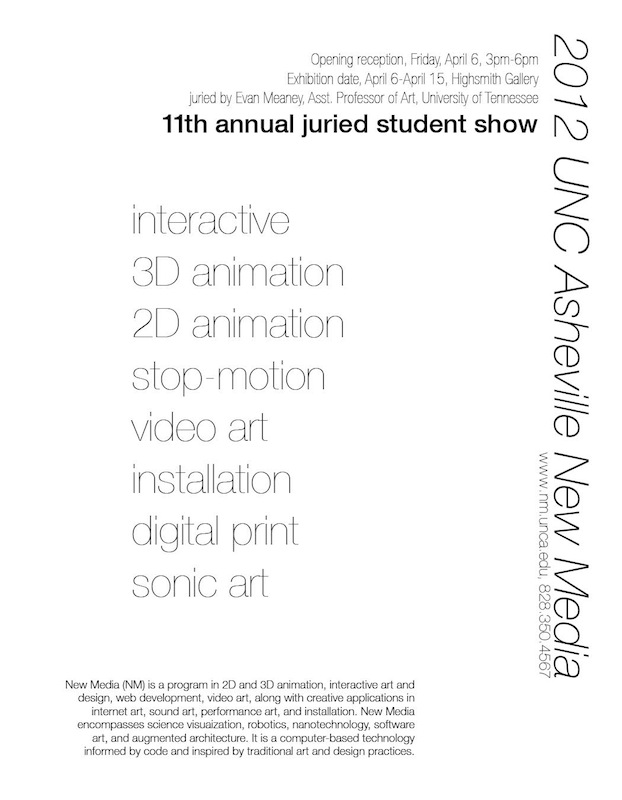 Opening reception, Friday, April 6, 3pm-6pm
Exhibition date, April 6-April 15, Highsmith Gallery
juried by Evan Meaney, Asst. Professor of Art, University of Tennessee
11th annual juried student show
2012 UNC Asheville New Media
www.nm.unca.edu, 828.350.4567
interactive
3D animation
2D animation
stop-motion
video art
installation
digital print
sonic art
New Media (NM) is a program in 2D and 3D animation, interactive art and
design, web development, video art, along with creative applications in
internet art, sound art, performance art, and installation. New Media
encompasses science visuaization, robotics, nanotechnology, software
art, and augmented architecture. It is a computer-based technology
informed by code and inspired by traditional art and design practices.